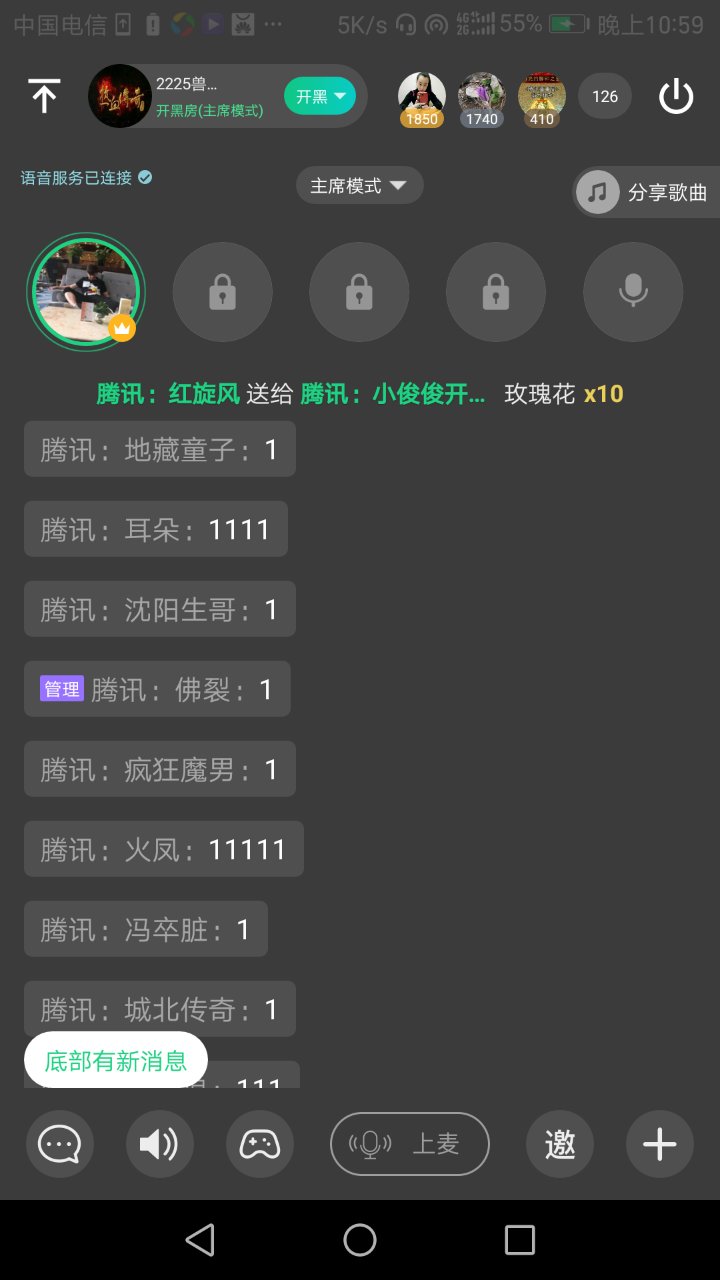 中国电信 ··· 5K/s 4G 2G 55% 晚上10:59
2225兽...
开黑房(主席模式)
开黑
1850 1740 410 126
语音服务已连接
主席模式
分享歌曲
腾讯：红旋风 送给 腾讯：小俊俊开... 玫瑰花 x10
腾讯：地藏童子：1
腾讯：耳朵：1111
腾讯：沈阳生哥：1
管理 腾讯：佛裂：1
腾讯：疯狂魔男：1
腾讯：火凤：11111
腾讯：冯卒脏：1
腾讯：城北传奇：1
底部有新消息
：111
上麦
邀